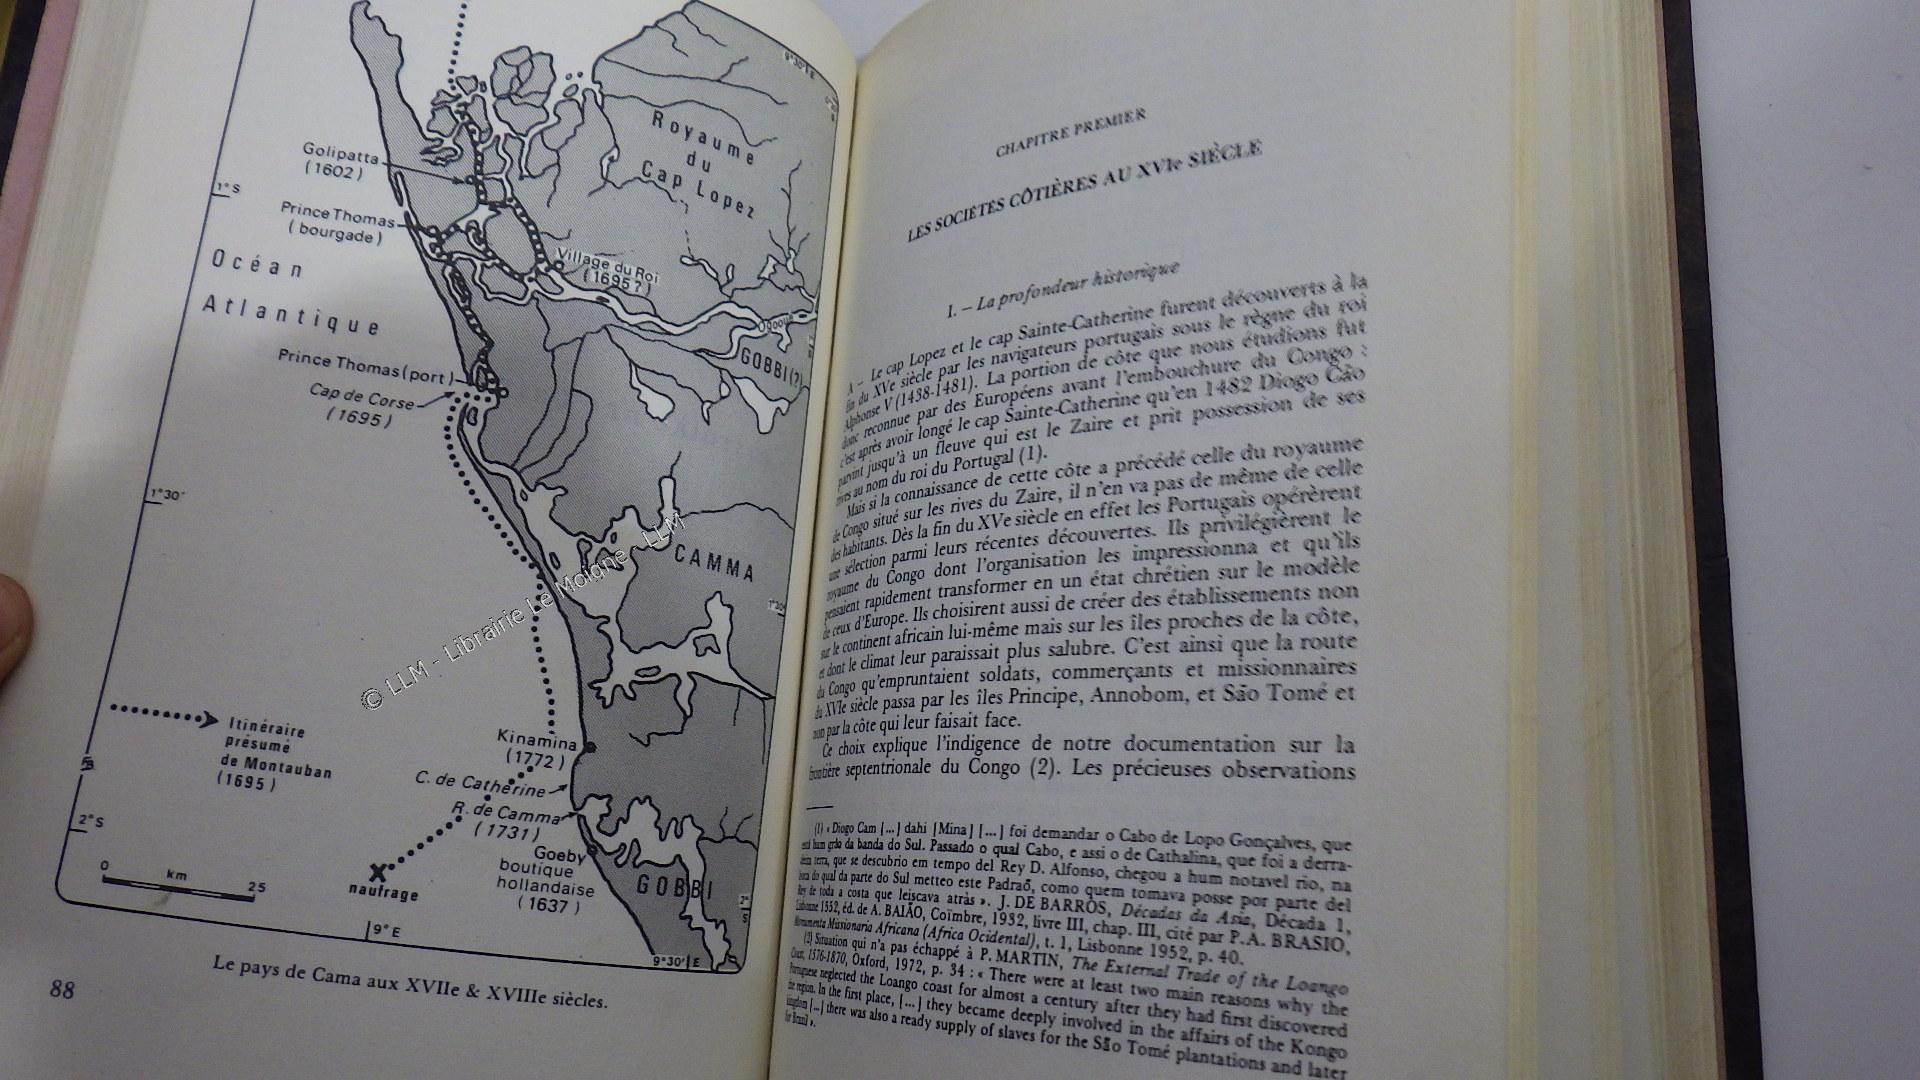 9°30' E
Royaume
du
Cap Lopez
Golipatta
(1602)
1° S
Prince Thomas
(bourgade)
Océan
Atlantique
Village du Roi
(1695?)
Ogooué
GOBBI (?)
Prince Thomas (port)
Cap de Corse
(1695)
1°30'
CAMMA
1°30'
© LLM - Librairie Le Moigne - LLM
Itinéraire
présumé
de Montauban
(1695)
Kinamina
(1772)
C. de Cathérine
R. de Camma
(1731)
Goeby
boutique
hollandaise
(1637)
GOBBI
2° S
0 km 25
naufrage
2°
S
9° E
9°30' E
Le pays de Cama aux XVIIe & XVIIIe siècles.
88
CHAPITRE PREMIER
LES SOCIÉTÉS CÔTIÈRES AU XVIe SIÈCLE
I. – La profondeur historique
A – Le cap Lopez et le cap Sainte-Catherine furent découverts à la
fin du XVe siècle par les navigateurs portugais sous le règne du roi
Alphonse V (1438-1481). La portion de côte que nous étudions fut
donc reconnue par des Européens avant l'embouchure du Congo :
c'est après avoir longé le cap Sainte-Catherine qu'en 1482 Diogo Cão
parvint jusqu'à un fleuve qui est le Zaire et prit possession de ses
rives au nom du roi du Portugal (1).
Mais si la connaissance de cette côte a précédé celle du royaume
de Congo situé sur les rives du Zaire, il n'en va pas de même de celle
des habitants. Dès la fin du XVe siècle en effet les Portugais opérèrent
une sélection parmi leurs récentes découvertes. Ils privilégièrent le
royaume du Congo dont l'organisation les impressionna et qu'ils
pensaient rapidement transformer en un état chrétien sur le modèle
de ceux d'Europe. Ils choisirent aussi de créer des établissements non
sur le continent africain lui-même mais sur les îles proches de la côte,
et dont le climat leur paraissait plus salubre. C'est ainsi que la route
du Congo qu'empruntaient soldats, commerçants et missionnaires
du XVIe siècle passa par les îles Principe, Annobom, et São Tomé et
non par la côte qui leur faisait face.
Ce choix explique l'indigence de notre documentation sur la
frontière septentrionale du Congo (2). Les précieuses observations
(1) « Diogo Cam [...] dahi [Mina] [...] foi demandar o Cabo de Lopo Gonçalves, que
está hum grão da banda do Sul. Passado o qual Cabo, e assi o de Cathalina, que foi a derra-
deira terra, que se descubrio em tempo del Rey D. Alfonso, chegou a hum notavel rio, na
boca do qual da parte do Sul metteo este Padraõ, como quem tomava posse por parte del
Rey de toda a costa que leiscava atràs ». J. DE BARROS, Décadas da Asia, Década 1,
Lisbonne 1552, éd. de A. BAIÃO, Coïmbre, 1932, livre III, chap. III, cité par P.A. BRASIO,
Monumenta Missionaria Africana (Africa Ocidental), t. 1, Lisbonne 1952, p. 40.
(2) Situation qui n'a pas échappé à P. MARTIN, The External Trade of the Loango
Coast, 1576-1870, Oxford, 1972, p. 34 : « There were at least two main reasons why the
Portuguese neglected the Loango coast for almost a century after they had first discovered
the region. In the first place, [...] they became deeply involved in the affairs of the Kongo
kingdom [...] there was also a ready supply of slaves for the São Tomé plantations and later
for Brazil ».